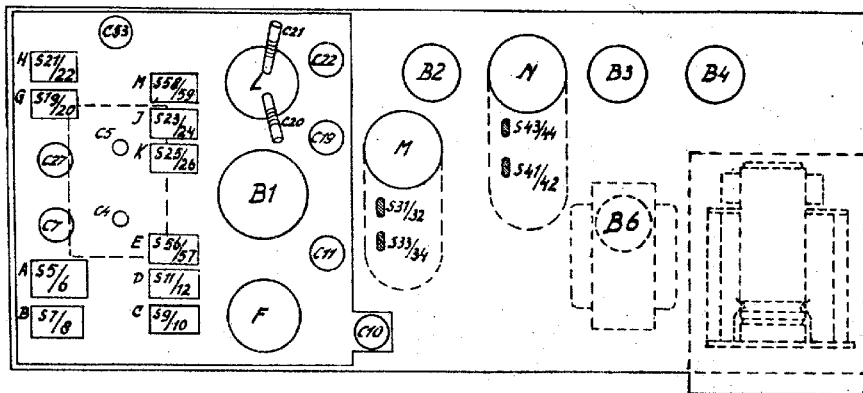 C53
C21
H S21/22
G S19/20
M S58/59
L
C22
B2
N
B3
B4
J S23/24
C20
C19
C5
K S25/26
S43/44
M
C27
S41/42
B1
S31/32
C4
C7
B6
E S56/57
S33/34
C11
A S5/6
D S11/12
B S7/8
C S9/10
F
C10